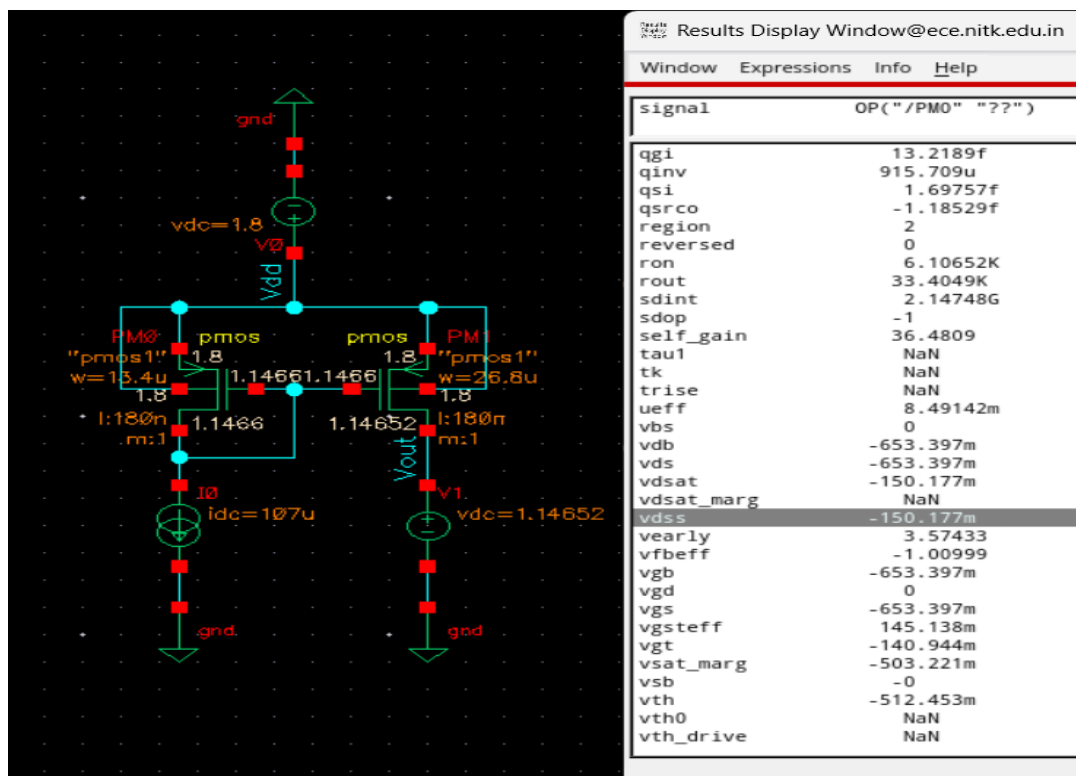 gnd
vdc=1.8
V0
Vdd
PM0 pmos pmos PM1
"pmos1" 1.8 1.8 "pmos1"
w=13.4u 1.1466 1.1466 w=26.8u
1.8 1.8
l:180n 1.1466 1.14652 l:180n
m:1 m:1
Vout
I0 V1
idc=107u vdc=1.14652
gnd gnd
Results Display Window@ece.nitk.edu.in
Window Expressions Info Help
signal OP("/PM0" "??")
qgi 13.2189f
qinv 915.709u
qsi 1.69757f
qsrco -1.18529f
region 2
reversed 0
ron 6.10652K
rout 33.4049K
sdint 2.14748G
sdop -1
self_gain 36.4809
tau1 NaN
tk NaN
trise NaN
ueff 8.49142m
vbs 0
vdb -653.397m
vds -653.397m
vdsat -150.177m
vdsat_marg NaN
vdss -150.177m
vearly 3.57433
vfbeff -1.00999
vgb -653.397m
vgd 0
vgs -653.397m
vgsteff 145.138m
vgt -140.944m
vsat_marg -503.221m
vsb -0
vth -512.453m
vth0 NaN
vth_drive NaN